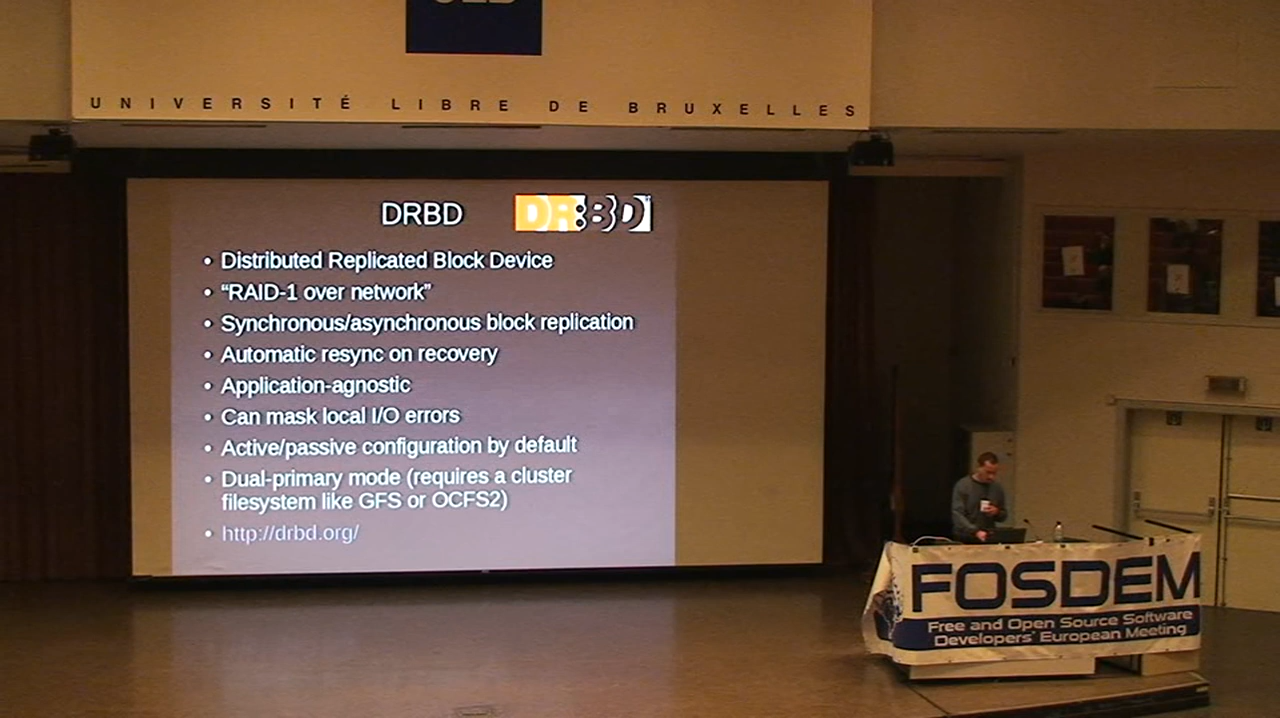 UNIVERSITÉ LIBRE DE BRUXELLES
DRBD DR:BD
• Distributed Replicated Block Device
• “RAID-1 over network”
• Synchronous/asynchronous block replication
• Automatic resync on recovery
• Application-agnostic
• Can mask local I/O errors
• Active/passive configuration by default
• Dual-primary mode (requires a cluster
filesystem like GFS or OCFS2)
• http://drbd.org/
FOSDEM
Free and Open Source Software
Developers' European Meeting